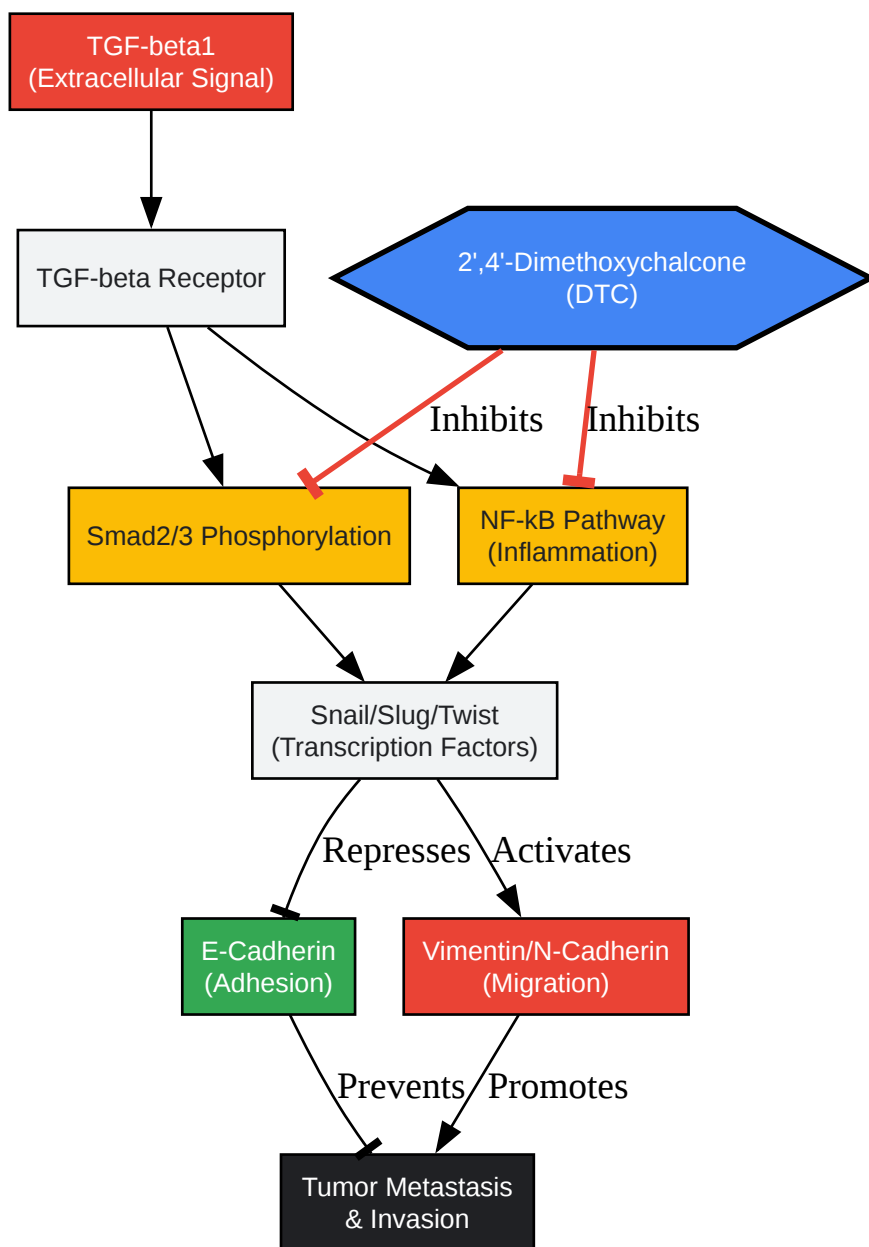 TGF-beta1
(Extracellular Signal)
TGF-beta Receptor
2',4'-Dimethoxychalcone
(DTC)
Inhibits
Inhibits
Smad2/3 Phosphorylation
NF-kB Pathway
(Inflammation)
Snail/Slug/Twist
(Transcription Factors)
Represses
Activates
E-Cadherin
(Adhesion)
Vimentin/N-Cadherin
(Migration)
Prevents
Promotes
Tumor Metastasis
& Invasion